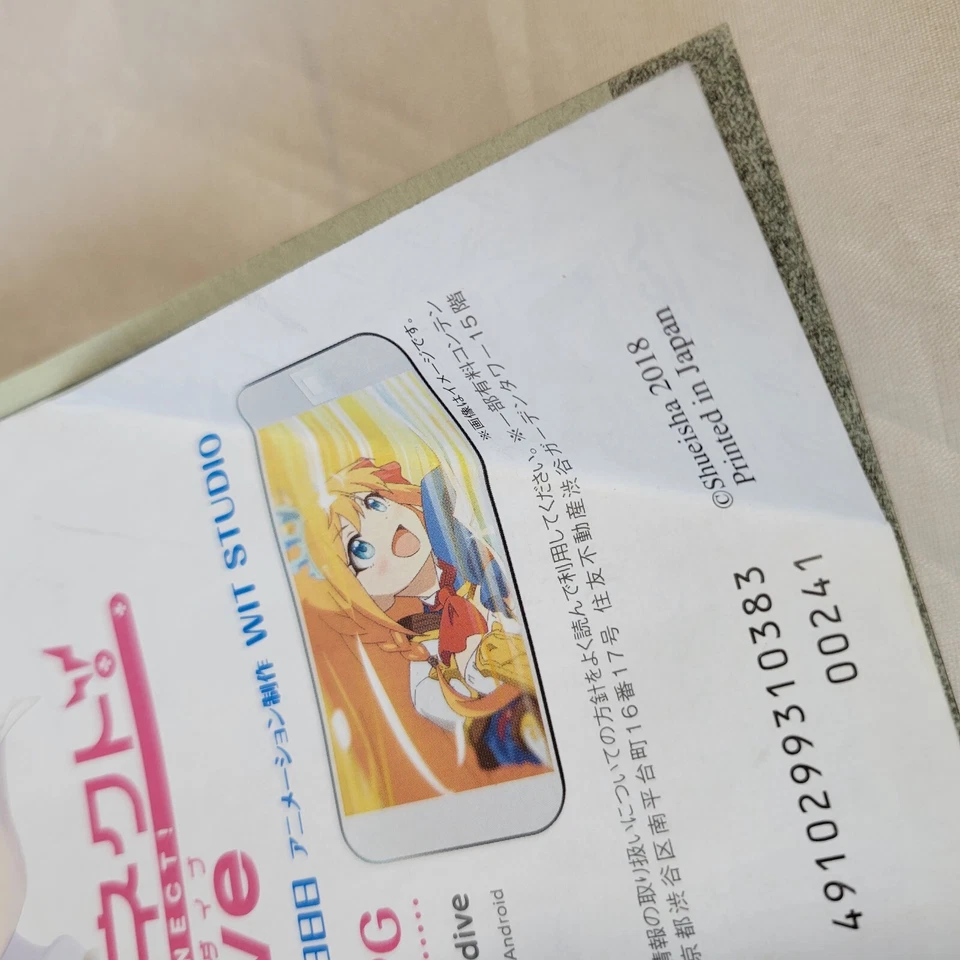 ネクト!
NECT!
ダイブ
ve
日日 アニメーション制作 WIT STUDIO
G
......
dive
Android
※画像はイメージです。
※一部有料コンテン
情報の取り扱いについての方針をよく読んで利用してください。
京都渋谷区南平台町16番17号 住友不動産渋谷ガーデンタワー15階
©Shueisha 2018
Printed in Japan
4910299310383
00241